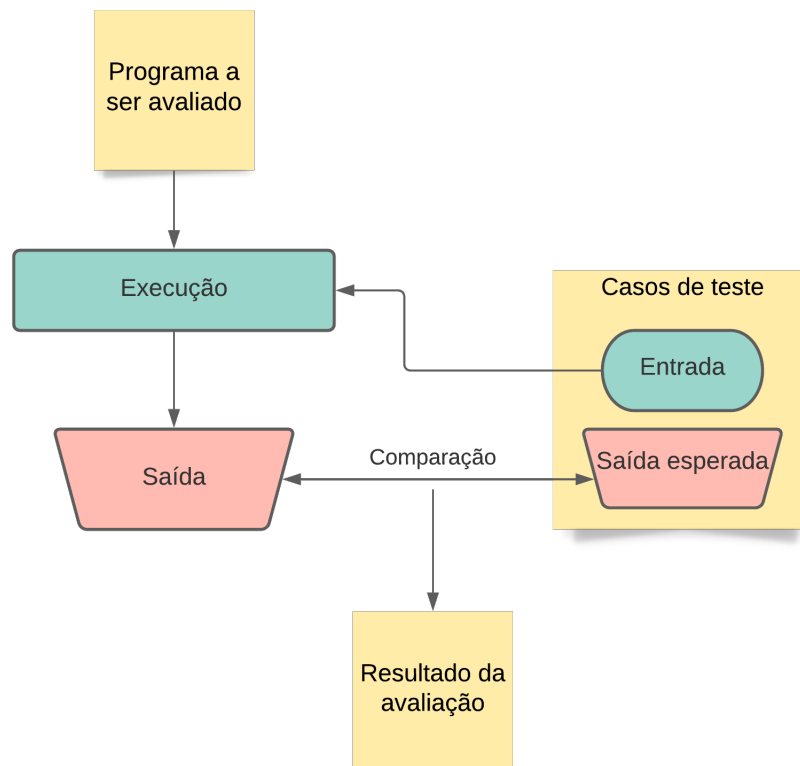 Programa a
ser avaliado
Execução
Casos de teste
Entrada
Saída esperada
Comparação
Saída
Resultado da
avaliação